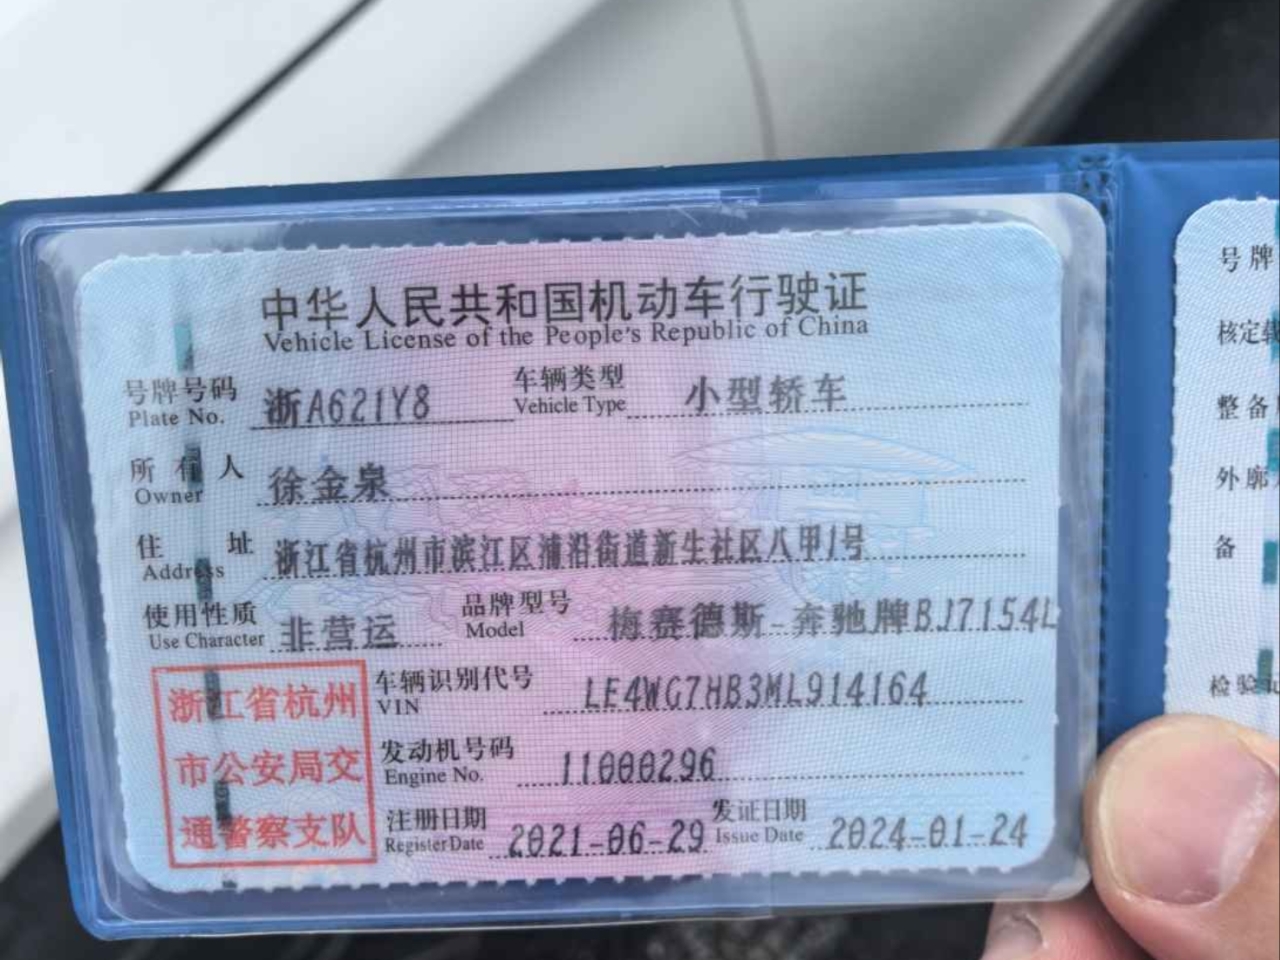 中华人民共和国机动车行驶证
Vehicle License of the People's Republic of China
号牌号码 浙A621Y8 车辆类型 小型轿车
Plate No. Vehicle Type
所有人 徐金泉
Owner
住址 浙江省杭州市滨江区浦沿街道新生社区八甲1号
Address
使用性质 非营运 品牌型号 梅赛德斯-奔驰牌BJ7154L
Use Character Model
浙江省杭州
市公安局交
通警察支队
车辆识别代号 LE4WG7HB3ML914164
VIN
发动机号码 11000296
Engine No.
注册日期 2021-06-29 发证日期 2024-01-24
Register Date Issue Date
号牌
核定载
整备
外廓
备
检验